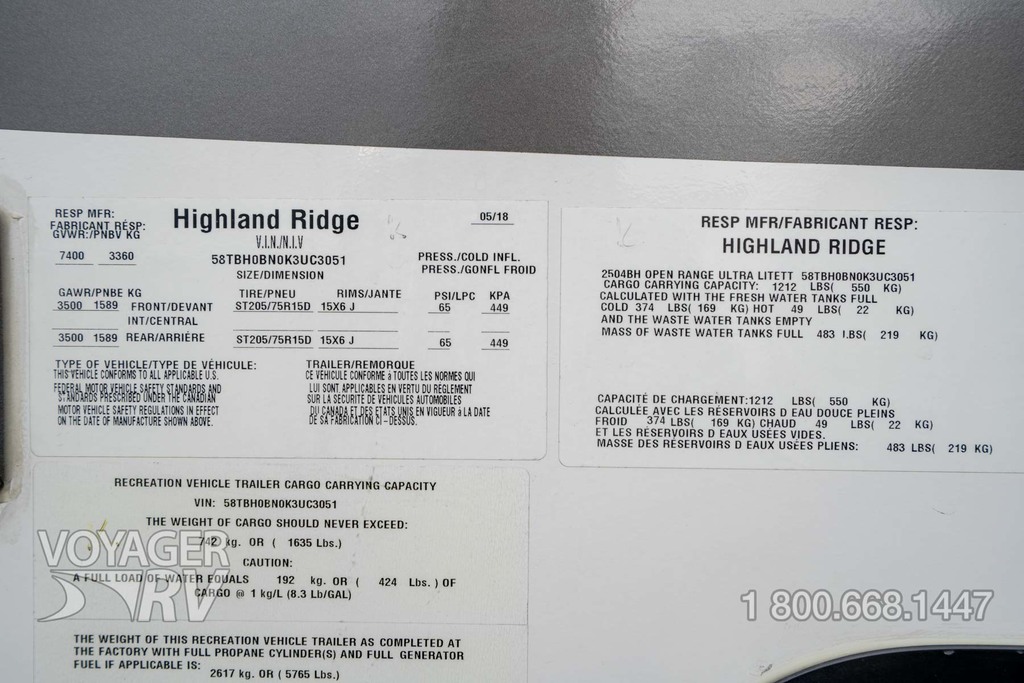 RESP MFR:
FABRICANT RÉSP:
GVWR:/PNBV KG
Highland Ridge
05/18
V.I.N./N.I.V
7400 3360
58TBH0BN0K3UC3051
SIZE/DIMENSION
PRESS./COLD INFL.
PRESS./GONFL FROID
GAWR/PNBE KG TIRE/PNEU RIMS/JANTE PSI/LPC KPA
3500 1589 FRONT/DEVANT ST205/75R15D 15X6 J 65 449
INT/CENTRAL
3500 1589 REAR/ARRIÈRE ST205/75R15D 15X6 J 65 449
TYPE OF VEHICLE/TYPE DE VÉHICULE: TRAILER/REMORQUE
THIS VEHICLE CONFORMS TO ALL APPLICABLE U.S.
FEDERAL MOTOR VEHICLE SAFETY STANDARDS AND
STANDARDS PRESCRIBED UNDER THE CANADIAN
MOTOR VEHICLE SAFETY REGULATIONS IN EFFECT
ON THE DATE OF MANUFACTURE SHOWN ABOVE.
CE VÉHICULE CONFORME à TOUTES LES NORMES QUI
LUI SONT APPLICABLES EN VERTU DU RÈGLEMENT
SUR LA SÉCURITÉ DE VÉHICULES AUTOMOBILES
DU CANADA ET DES ETATS UNIS EN VIGUEUR à LA DATE
DE SA FABRICATION CI-DESSUS.
RESP MFR/FABRICANT RESP:
HIGHLAND RIDGE
2504BH OPEN RANGE ULTRA LITETT 58TBH0BN0K3UC3051
CARGO CARRYING CAPACITY: 1212 LBS( 550 KG)
CALCULATED WITH THE FRESH WATER TANKS FULL
COLD 374 LBS( 169 KG) HOT 49 LBS( 22 KG)
AND THE WASTE WATER TANKS EMPTY
MASS OF WASTE WATER TANKS FULL 483 LBS( 219 KG)
CAPACITÉ DE CHARGEMENT:1212 LBS( 550 KG)
CALCULÉE AVEC LES RÉSERVOIRS D EAU DOUCE PLEINS
FROID 374 LBS( 169 KG) CHAUD 49 LBS( 22 KG)
ET LES RÉSERVOIRS D EAUX USÉES VIDES.
MASSE DES RESERVOIRS D EAUX USÉES PLIENS: 483 LBS( 219 KG)
RECREATION VEHICLE TRAILER CARGO CARRYING CAPACITY
VIN: 58TBH0BN0K3UC3051
THE WEIGHT OF CARGO SHOULD NEVER EXCEED:
742 kg. OR ( 1635 Lbs.)
CAUTION:
A FULL LOAD OF WATER EQUALS 192 kg. OR ( 424 Lbs. ) OF
CARGO @ 1 kg/L (8.3 Lb/GAL)
THE WEIGHT OF THIS RECREATION VEHICLE TRAILER AS COMPLETED AT
THE FACTORY WITH FULL PROPANE CYLINDER(S) AND FULL GENERATOR
FUEL IF APPLICABLE IS:
2617 kg. OR ( 5765 Lbs.)
VOYAGER
RV
1 800.668.1447